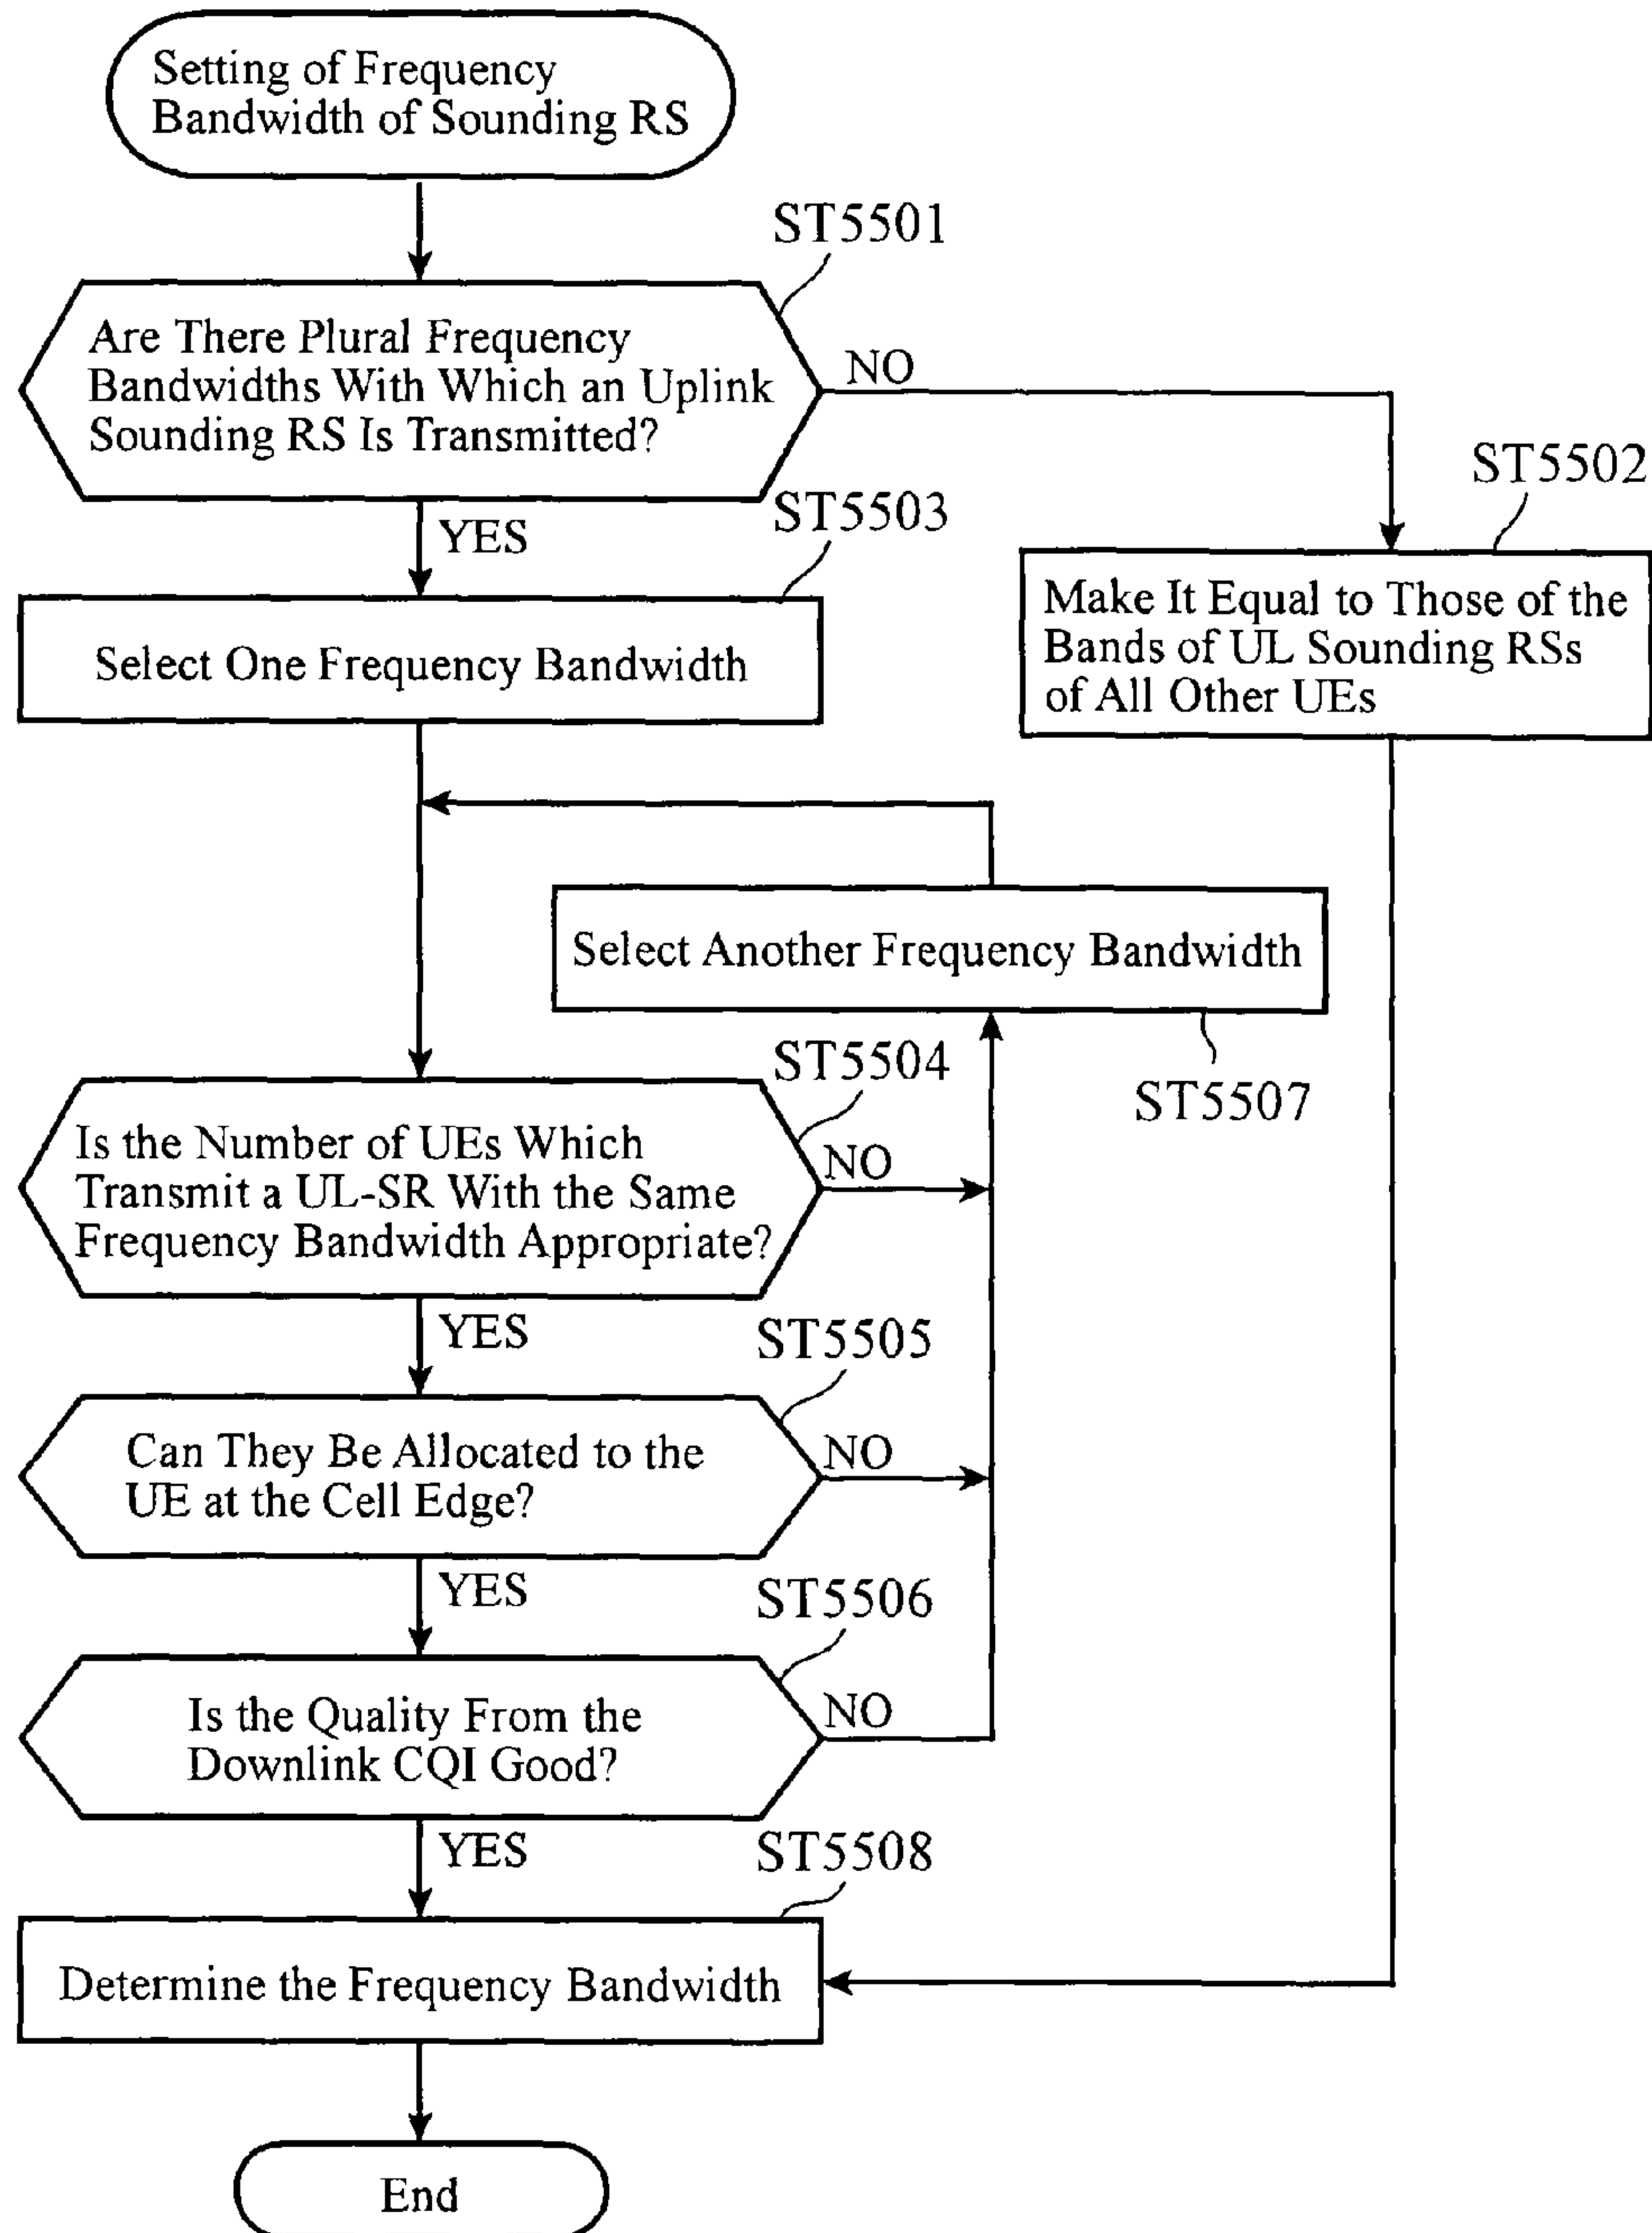 Setting of Frequency
Bandwidth of Sounding RS
ST5501
Are There Plural Frequency
Bandwidths With Which an Uplink
Sounding RS Is Transmitted?
NO
YES
ST5502
Make It Equal to Those of the
Bands of UL Sounding RSs
of All Other UEs
ST5503
Select One Frequency Bandwidth
Select Another Frequency Bandwidth
ST5507
ST5504
Is the Number of UEs Which
Transmit a UL-SR With the Same
Frequency Bandwidth Appropriate?
NO
YES
ST5505
Can They Be Allocated to the
UE at the Cell Edge?
NO
YES
ST5506
Is the Quality From the
Downlink CQI Good?
NO
YES
ST5508
Determine the Frequency Bandwidth
End